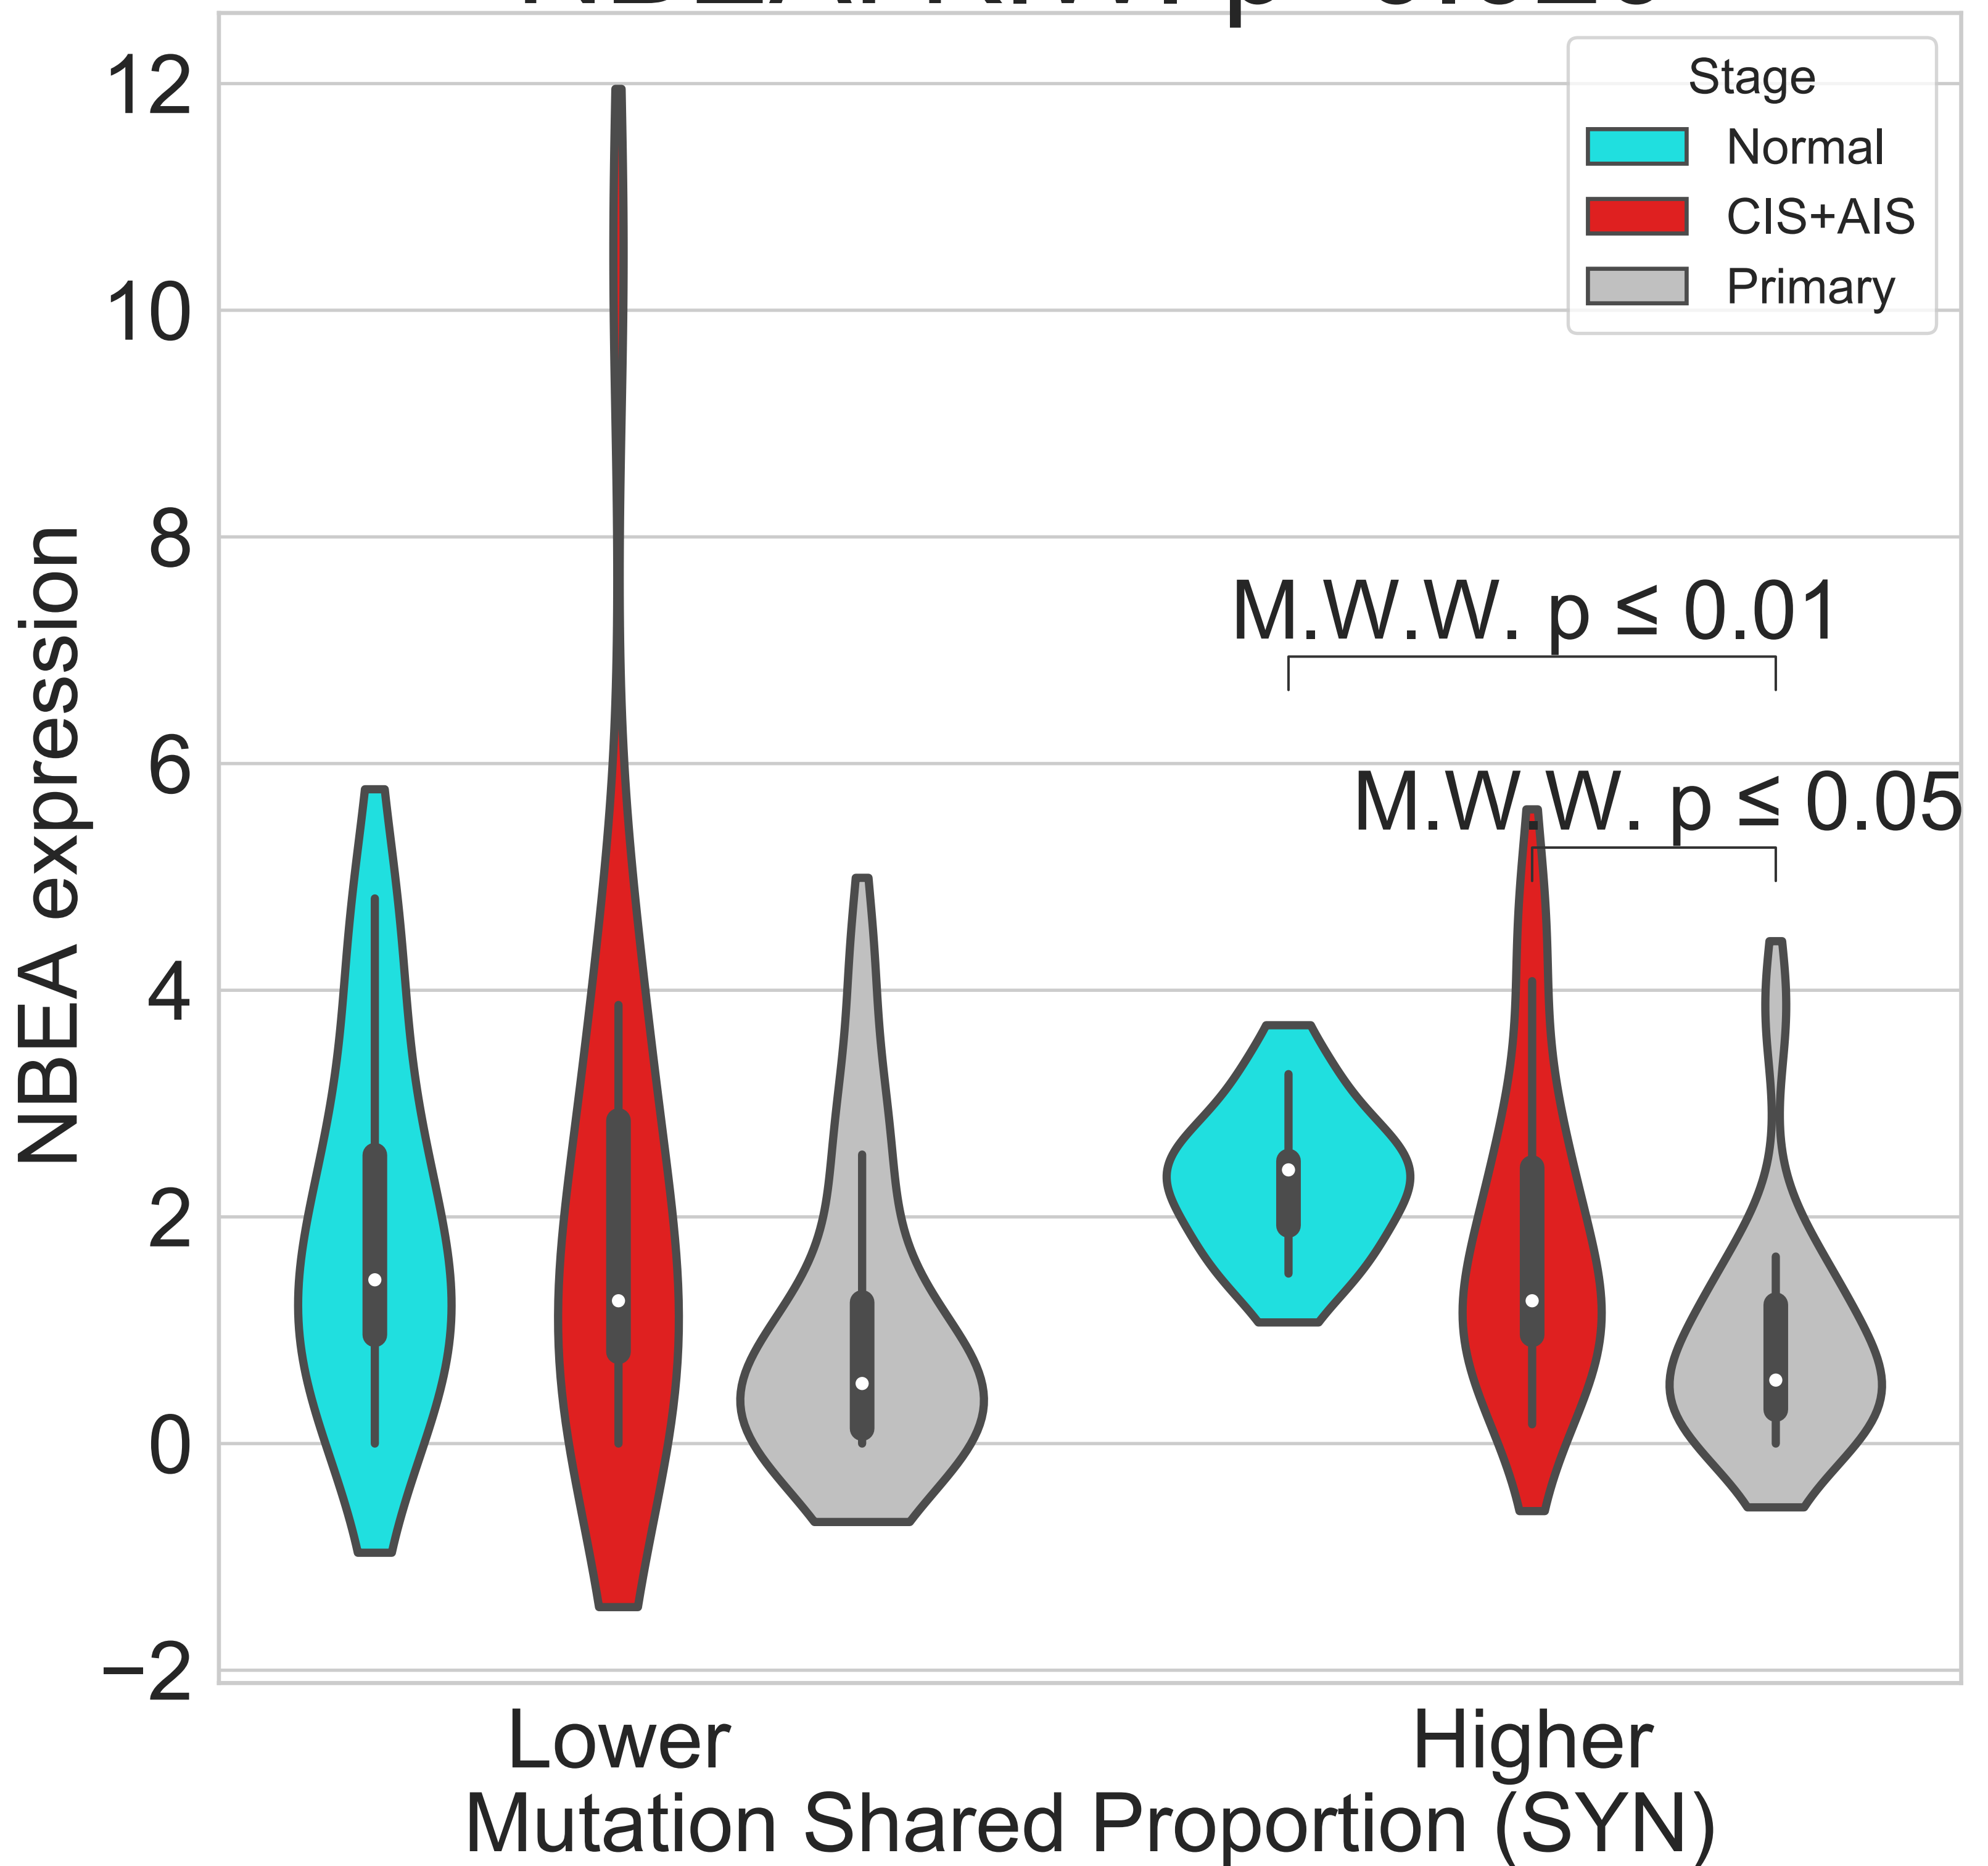 12
10
8
6
4
2
0
−2
NBEA expression
Stage
Normal
CIS+AIS
Primary
M.W.W. p ≤ 0.01
M.W.W. p ≤ 0.05
Lower
Higher
Mutation Shared Proportion (SYN)